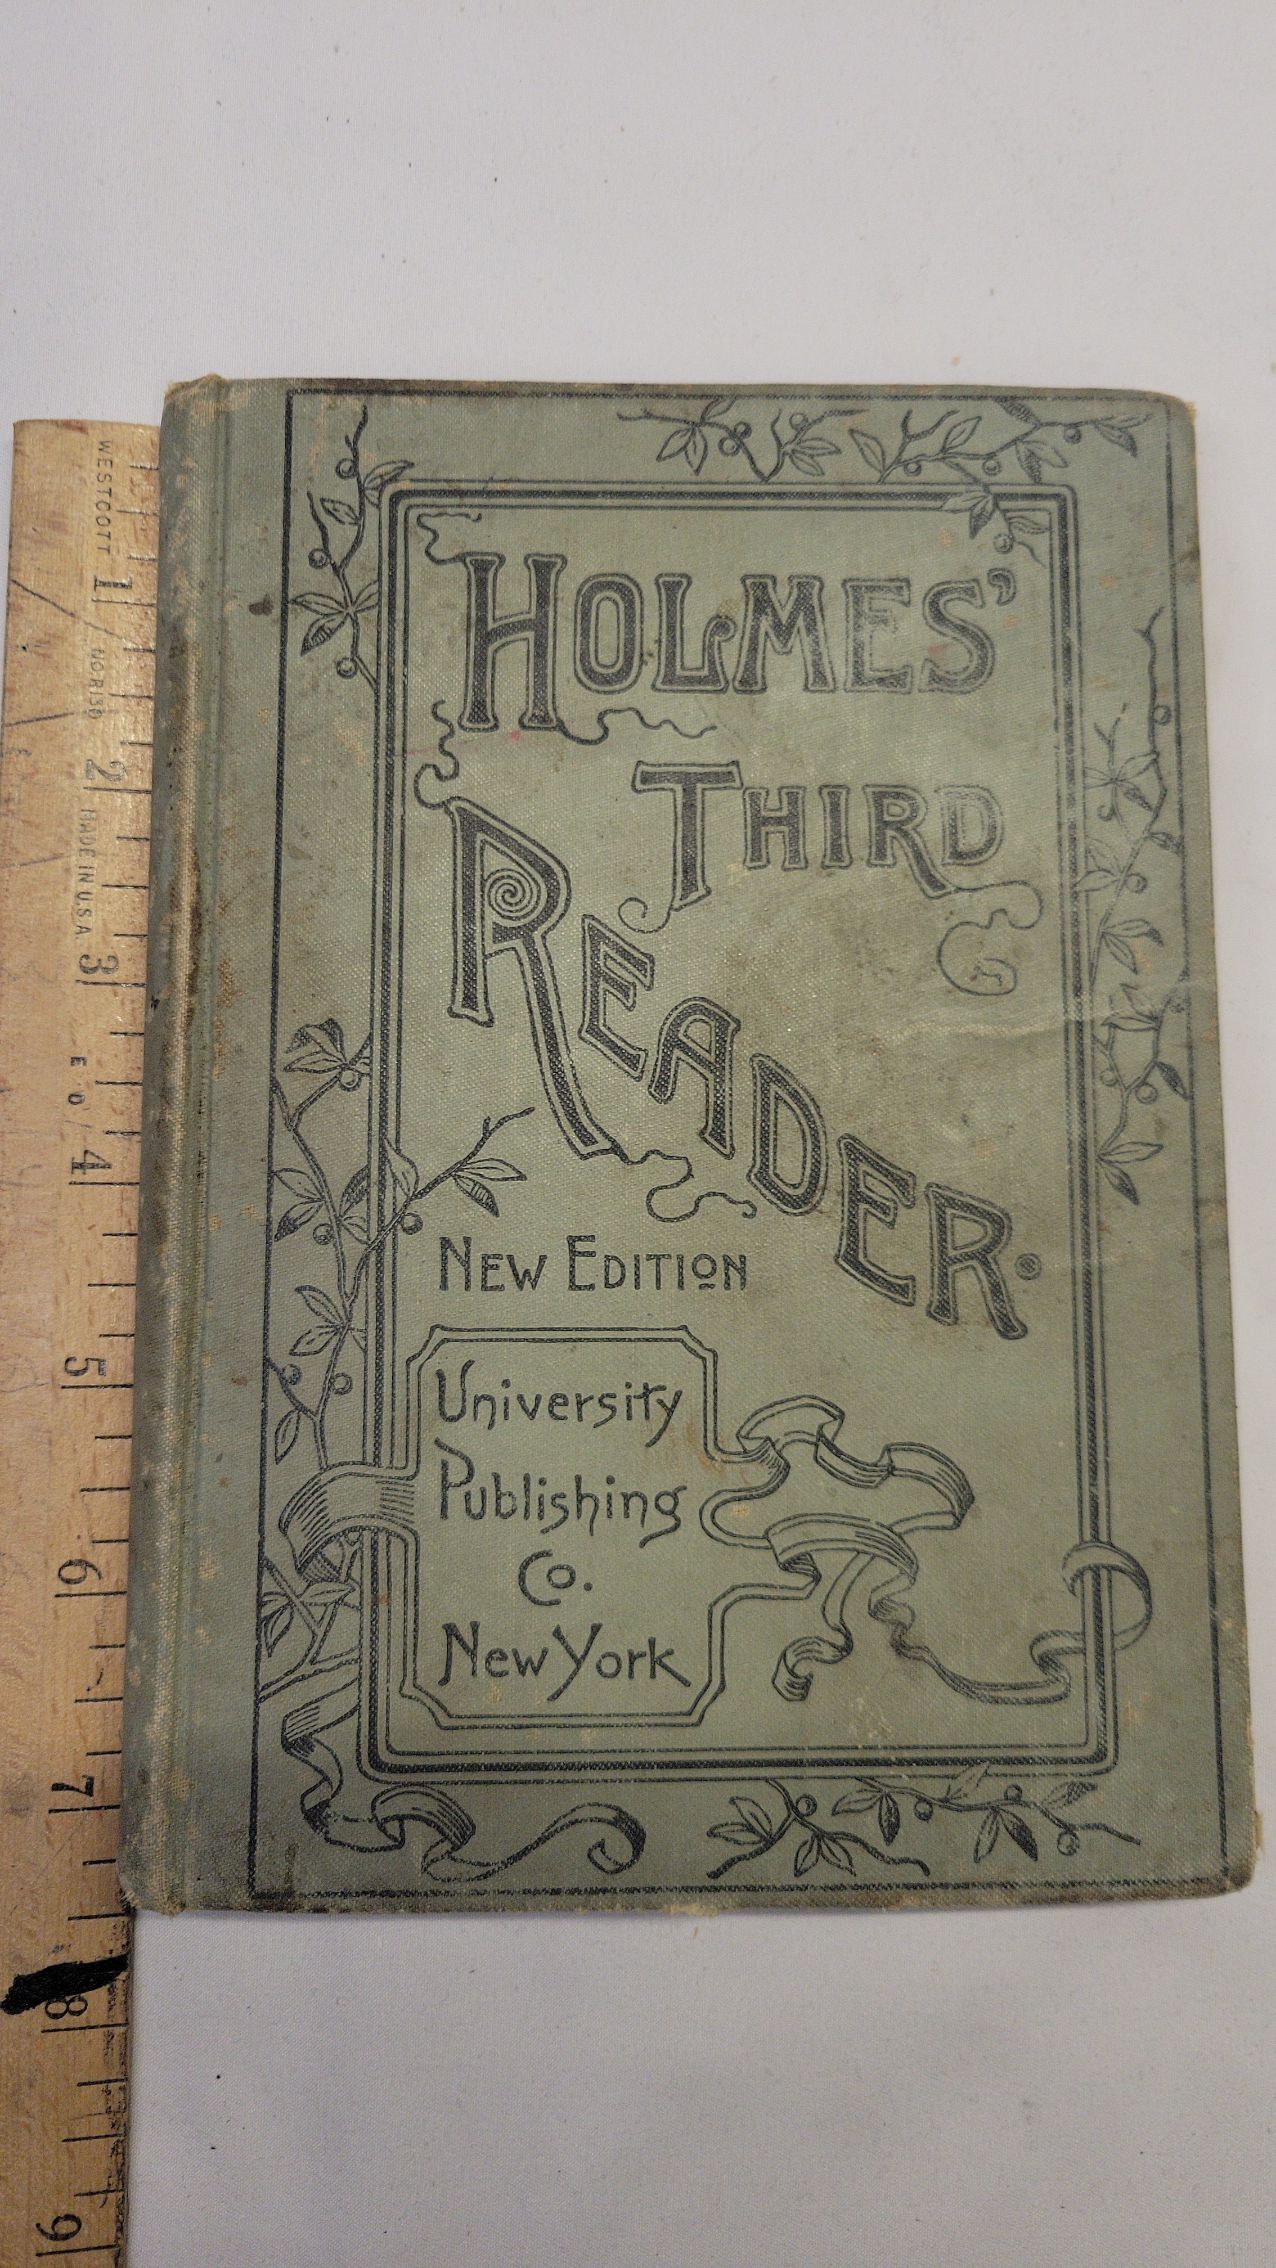 HOLMES'
THIRD
READER.
NEW EDITION
University
Publishing
Co.
New York
WESTCOTT
1
2
MADE IN U.S.A.
3
4
5
6
7
8
9